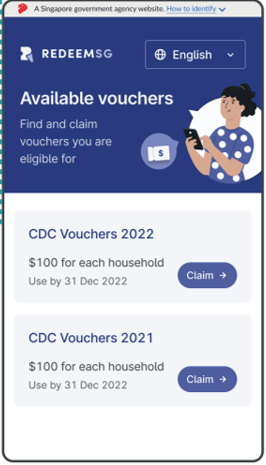 A Singapore government agency website. How to identify
REDEEMSG
English
Available vouchers
Find and claim
vouchers you are
eligible for
$
CDC Vouchers 2022
$100 for each household
Use by 31 Dec 2022
Claim →
CDC Vouchers 2021
$100 for each household
Use by 31 Dec 2022
Claim →